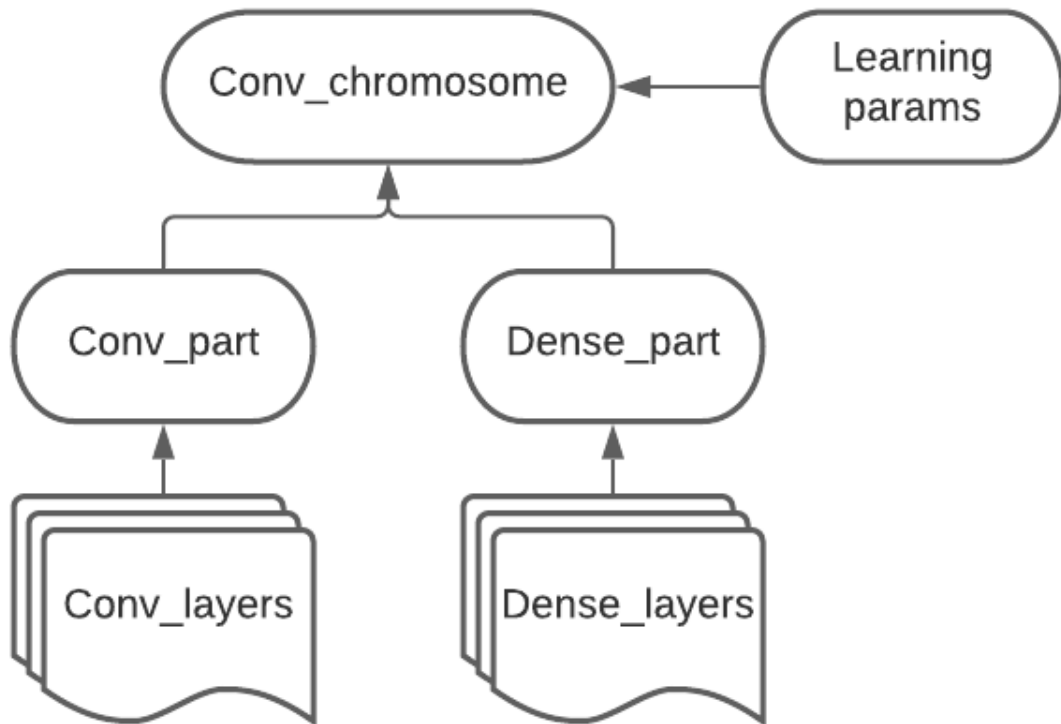 Conv_chromosome
Learning
params
Conv_part
Dense_part
Conv_layers
Dense_layers